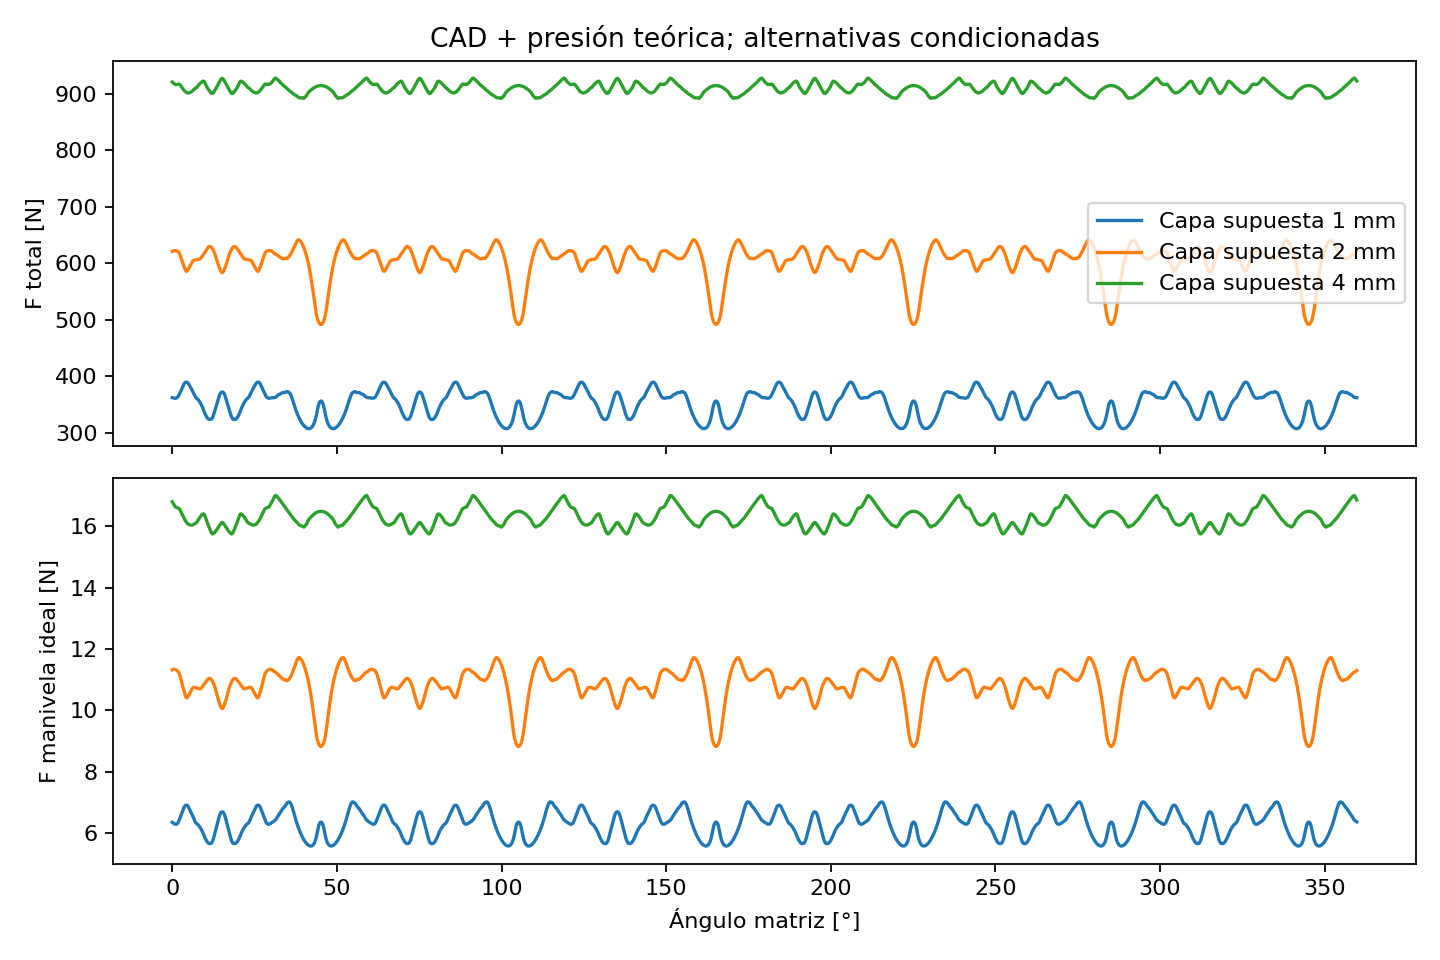 CAD + presión teórica; alternativas condicionadas
F total [N]
900
800
700
600
500
400
300
Capa supuesta 1 mm
Capa supuesta 2 mm
Capa supuesta 4 mm
F manivela ideal [N]
16
14
12
10
8
6
0 50 100 150 200 250 300 350
Ángulo matriz [°]